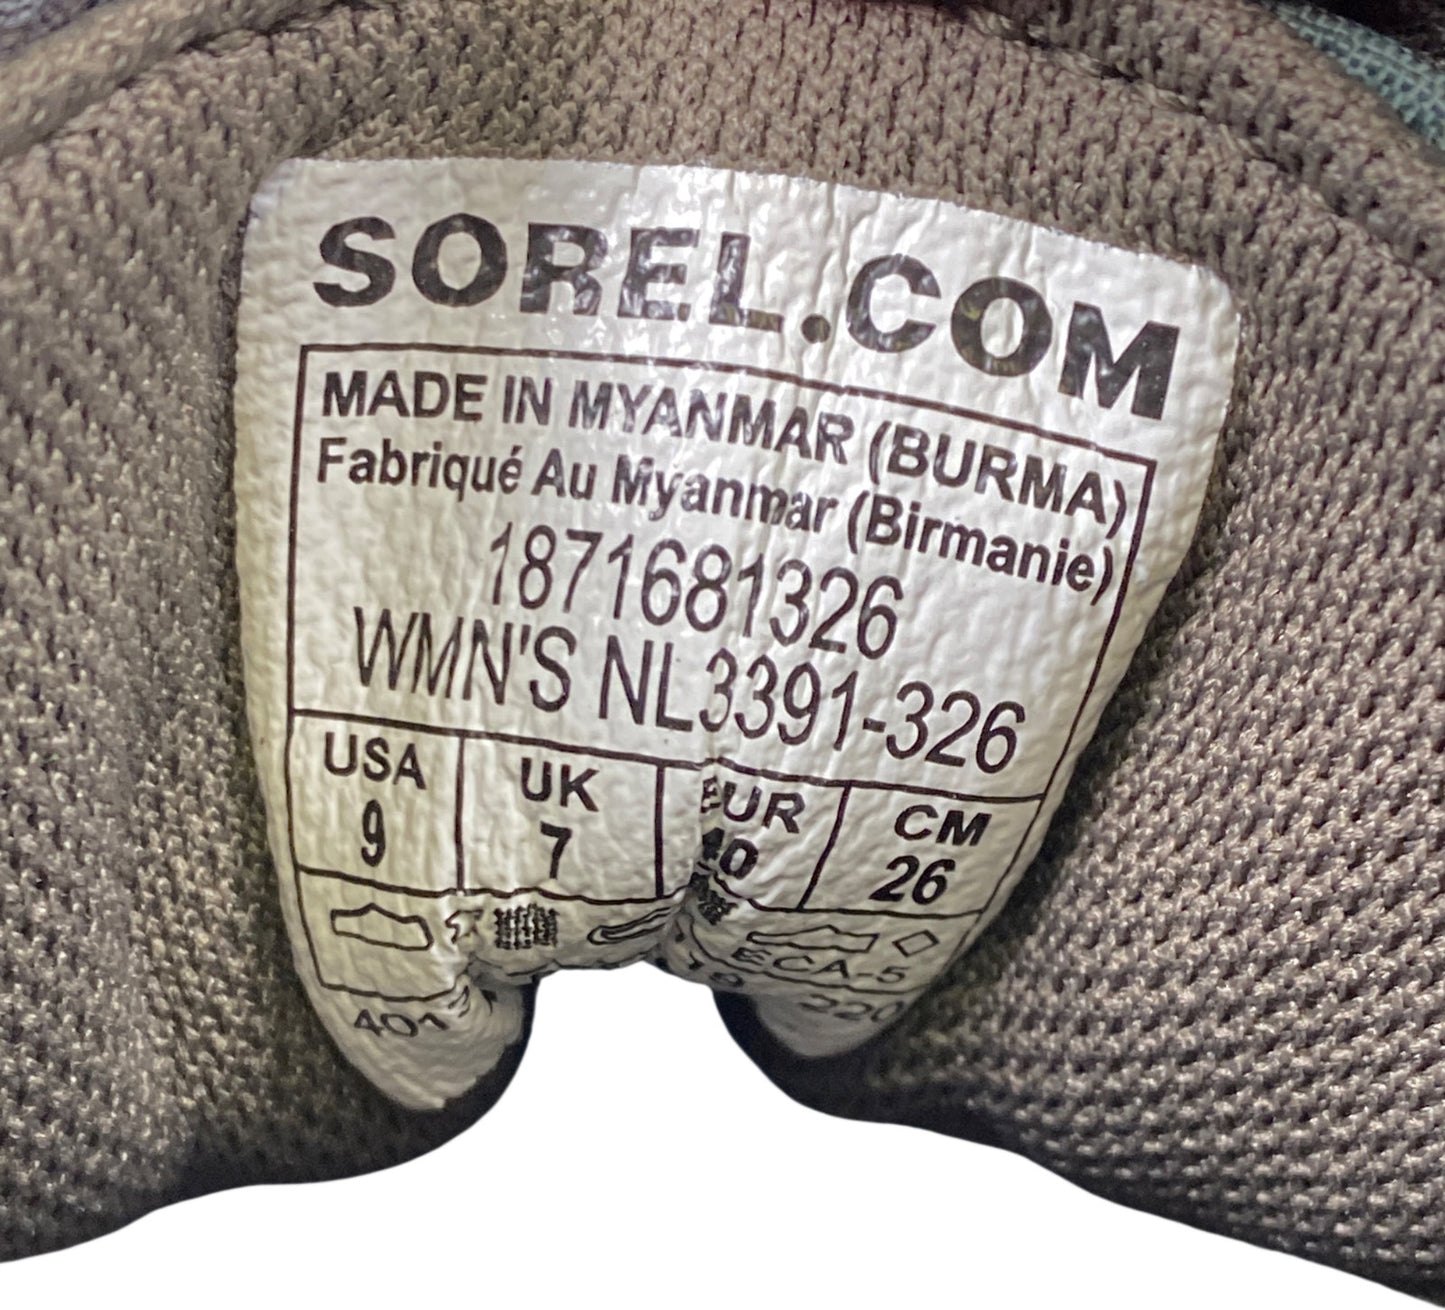 SOREL.COM
MADE IN MYANMAR (BURMA)
Fabriqué Au Myanmar (Birmanie)
1871681326
WMN'S NL3391-326
USA UK EUR CM
9 7 40 26
ECA-5